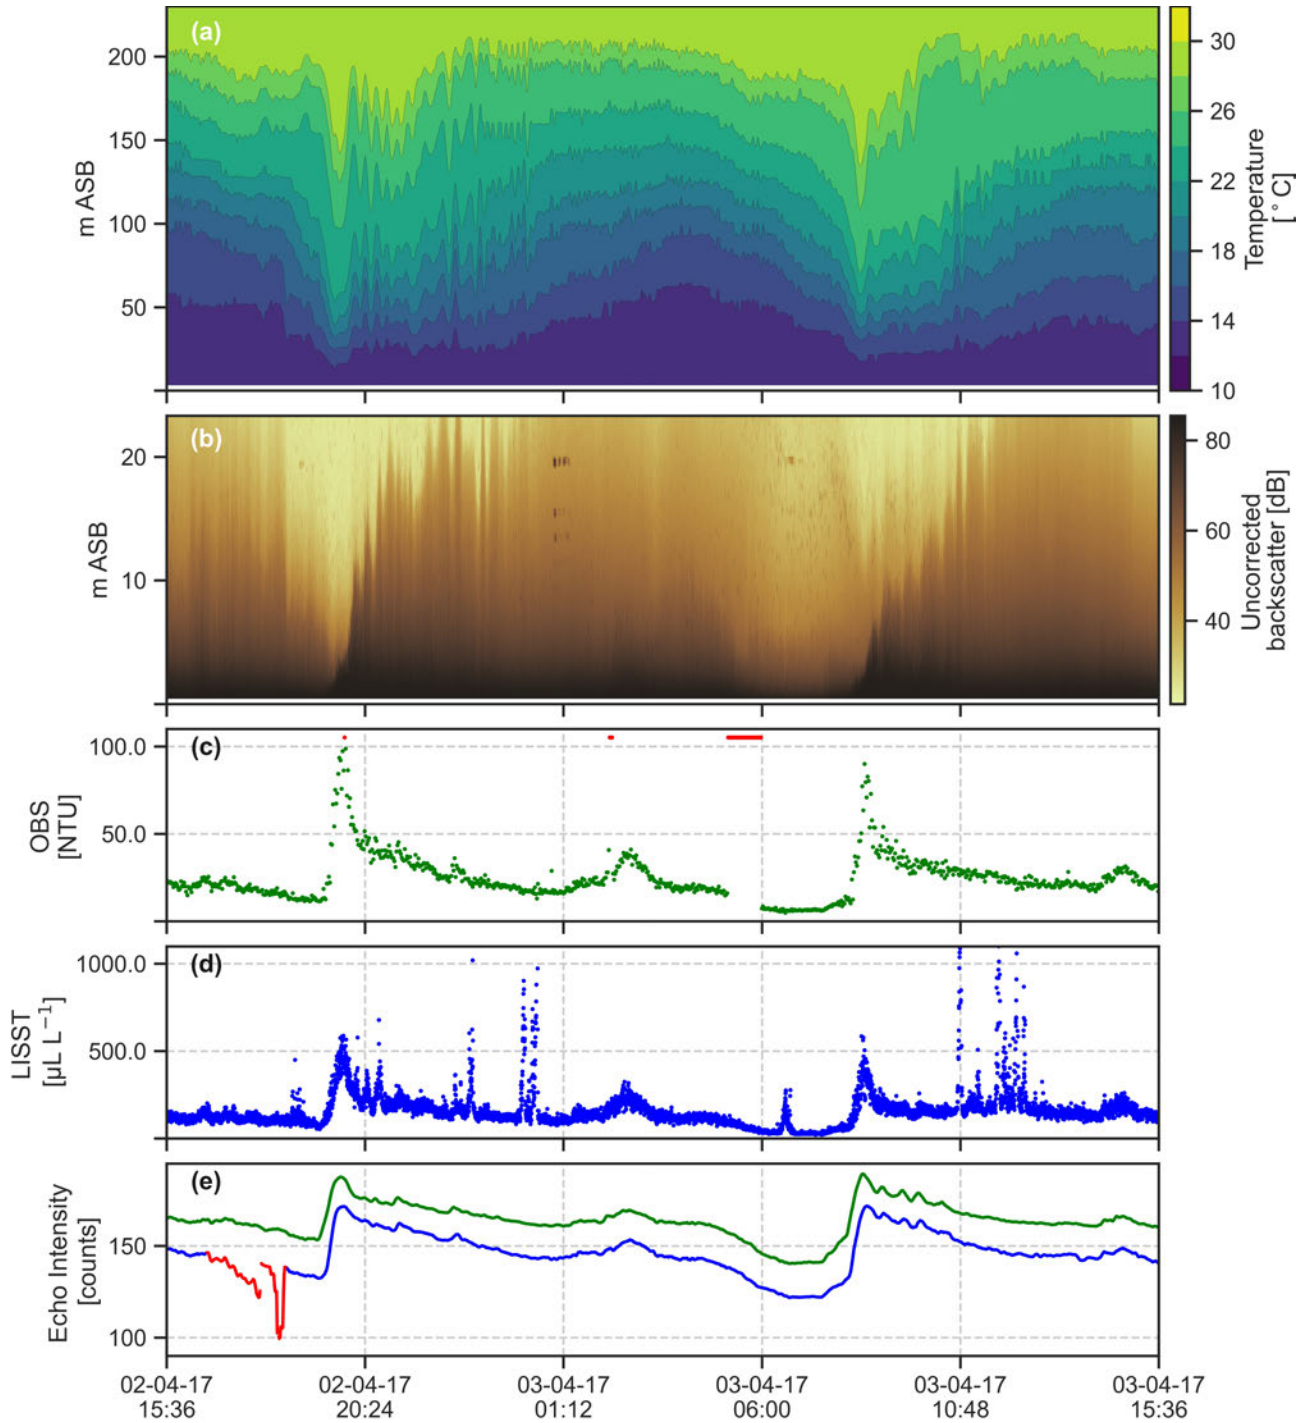 (a)
200
150
100
50
m ASB
30
26
22
18
14
10
Temperature
[°C]
(b)
20
10
m ASB
80
60
40
Uncorrected
backscatter [dB]
(c)
100.0
50.0
OBS
[NTU]
(d)
1000.0
500.0
LISST
[μL L⁻¹]
(e)
150
100
Echo Intensity
[counts]
02-04-17 02-04-17 03-04-17 03-04-17 03-04-17 03-04-17
15:36 20:24 01:12 06:00 10:48 15:36